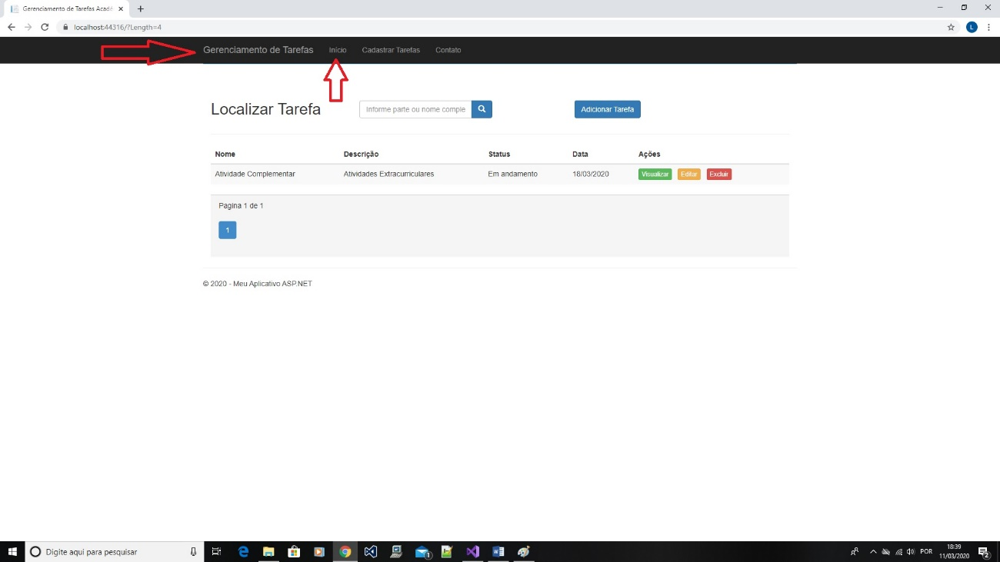 Gerenciamento de Tarefas Acadê
localhost:44316/?Length=4
L
Gerenciamento de Tarefas Início Cadastrar Tarefas Contato
Localizar Tarefa Informe parte ou nome comple Adicionar Tarefa
Nome Descrição Status Data Ações
Atividade Complementar Atividades Extracurriculares Em andamento 18/03/2020 Visualizar Editar Excluir
Pagina 1 de 1
1
© 2020 - Meu Aplicativo ASP.NET
Digite aqui para pesquisar 1 POR 18:39
11/03/2020 2